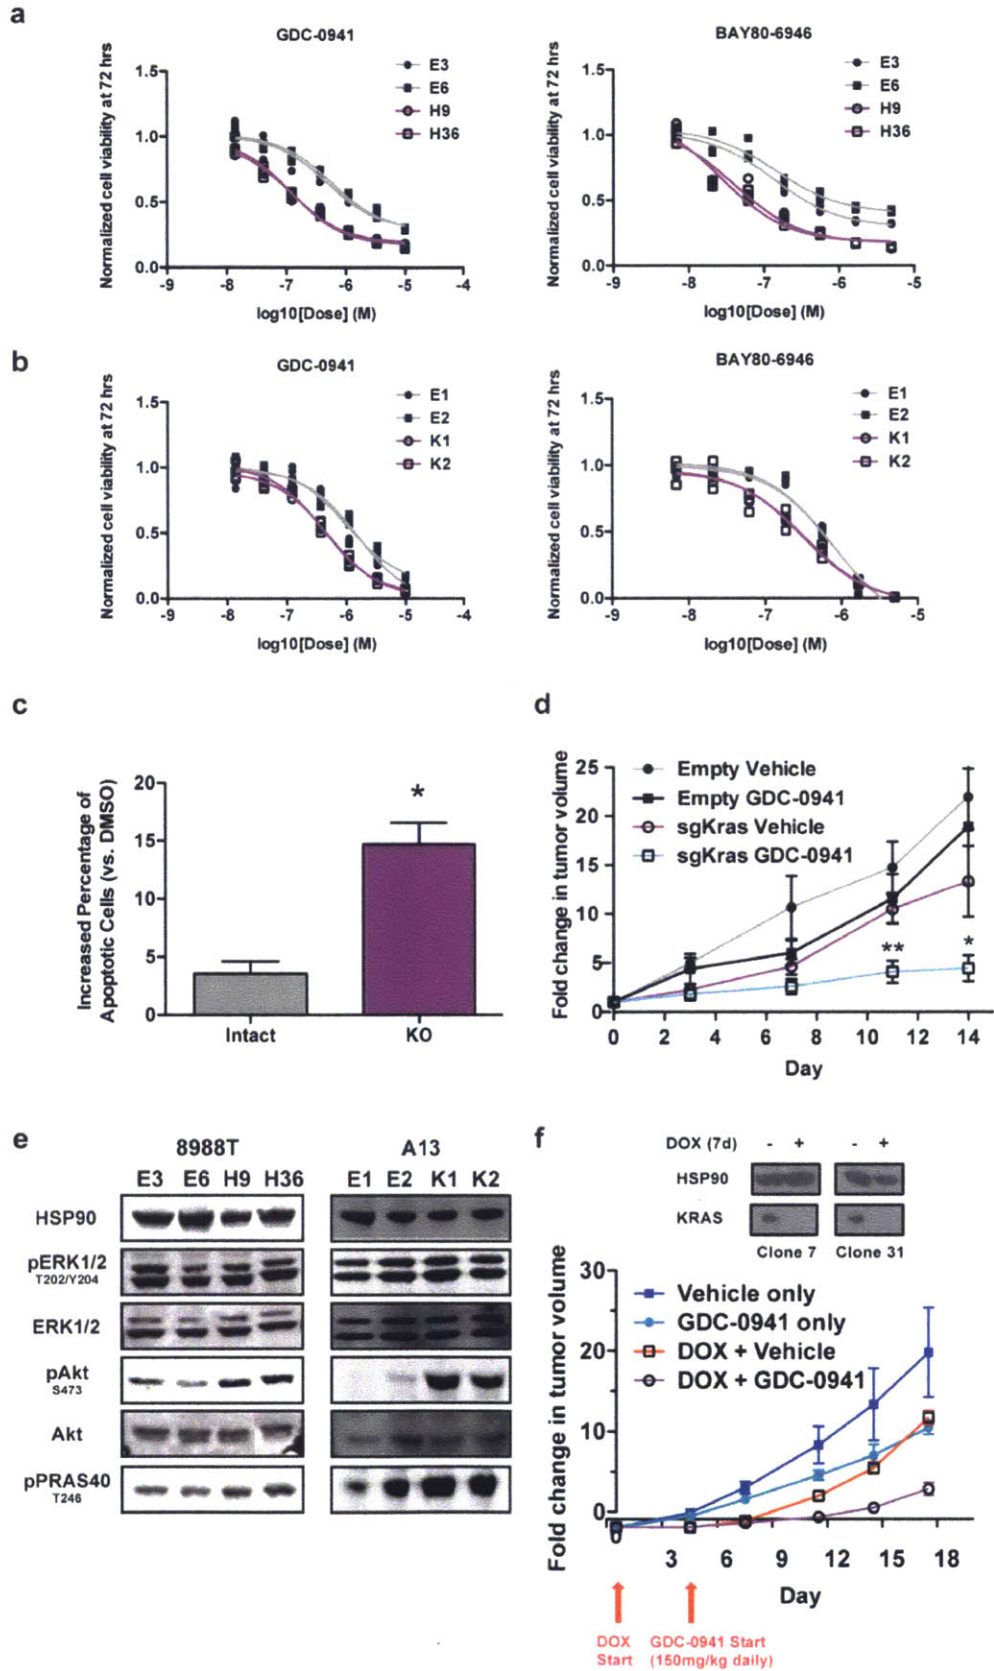 a
GDC-0941
Normalized cell viability at 72 hrs
1.5
1.0
0.5
0.0
-9 -8 -7 -6 -5 -4
log10[Dose] (M)
E3
E6
H9
H36
BAY80-6946
Normalized cell viability at 72 hrs
1.5
1.0
0.5
0.0
-9 -8 -7 -6 -5
log10[Dose] (M)
E3
E6
H9
H36
b
GDC-0941
Normalized cell viability at 72 hrs
1.5
1.0
0.5
0.0
-9 -8 -7 -6 -5 -4
log10[Dose] (M)
E1
E2
K1
K2
BAY80-6946
Normalized cell viability at 72 hrs
1.5
1.0
0.5
0.0
-9 -8 -7 -6 -5
log10[Dose] (M)
E1
E2
K1
K2
c
Increased Percentage of
Apoptotic Cells (vs. DMSO)
20
15
10
5
0
*
Intact KO
d
Fold change in tumor volume
25
20
15
10
5
0
Empty Vehicle
Empty GDC-0941
sgKras Vehicle
sgKras GDC-0941
** *
0 2 4 6 8 10 12 14
Day
e
8988T A13
E3 E6 H9 H36 E1 E2 K1 K2
HSP90
pERK1/2
T202/Y204
ERK1/2
pAkt
S473
Akt
pPRAS40
T246
f
DOX (7d) - + - +
HSP90
KRAS
Clone 7 Clone 31
Fold change in tumor volume
30
20
10
0
Vehicle only
GDC-0941 only
DOX + Vehicle
DOX + GDC-0941
3 6 9 12 15 18
Day
DOX
Start
GDC-0941 Start
(150mg/kg daily)